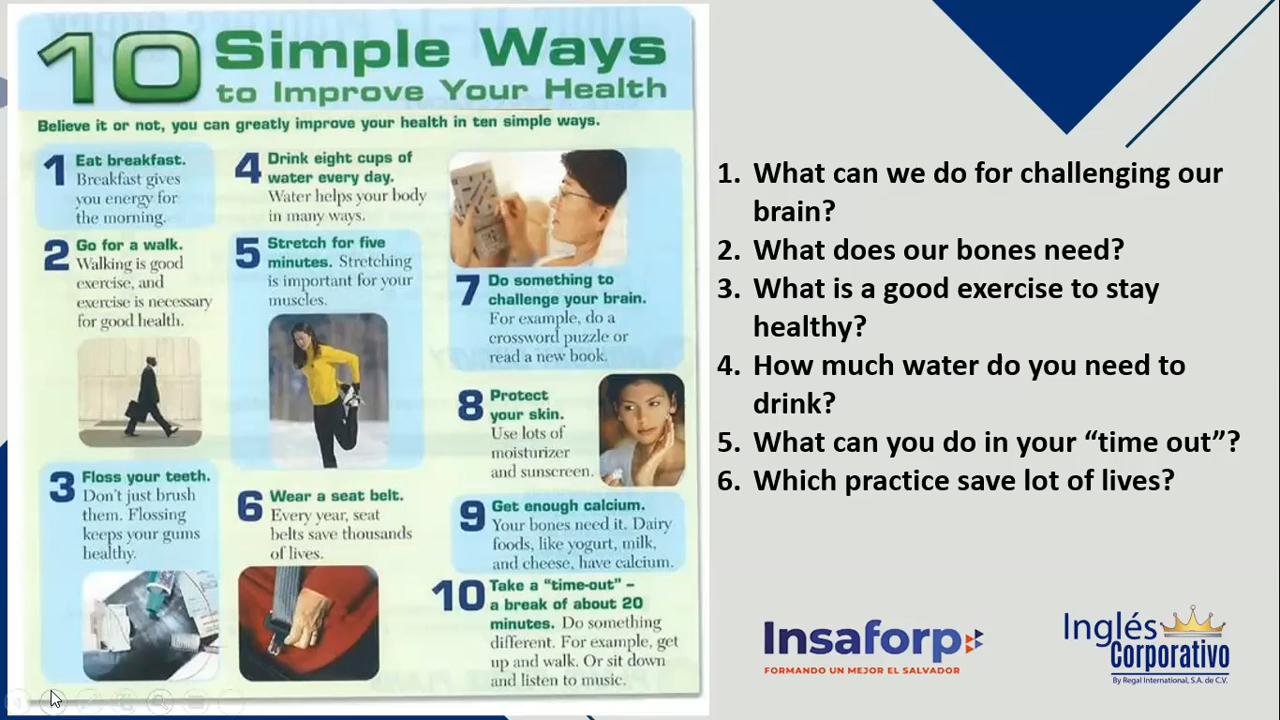 10 Simple Ways
to Improve Your Health
Believe it or not, you can greatly improve your health in ten simple ways.
1 Eat breakfast.
Breakfast gives
you energy for
the morning.
2 Go for a walk.
Walking is good
exercise, and
exercise is necessary
for good health.
3 Floss your teeth.
Don't just brush
them. Flossing
keeps your gums
healthy.
4 Drink eight cups of
water every day.
Water helps your body
in many ways.
5 Stretch for five
minutes. Stretching
is important for your
muscles.
6 Wear a seat belt.
Every year, seat
belts save thousands
of lives.
7 Do something to
challenge your brain.
For example, do a
crossword puzzle or
read a new book.
8 Protect
your skin.
Use lots of
moisturizer
and sunscreen.
9 Get enough calcium.
Your bones need it. Dairy
foods, like yogurt, milk,
and cheese, have calcium.
10 Take a “time-out” –
a break of about 20
minutes. Do something
different. For example, get
up and walk. Or sit down
and listen to music.
1. What can we do for challenging our
brain?
2. What does our bones need?
3. What is a good exercise to stay
healthy?
4. How much water do you need to
drink?
5. What can you do in your “time out”?
6. Which practice save lot of lives?
Insaforp
FORMANDO UN MEJOR EL SALVADOR
Inglés
Corporativo
By Regal International, S.A. de C.V.